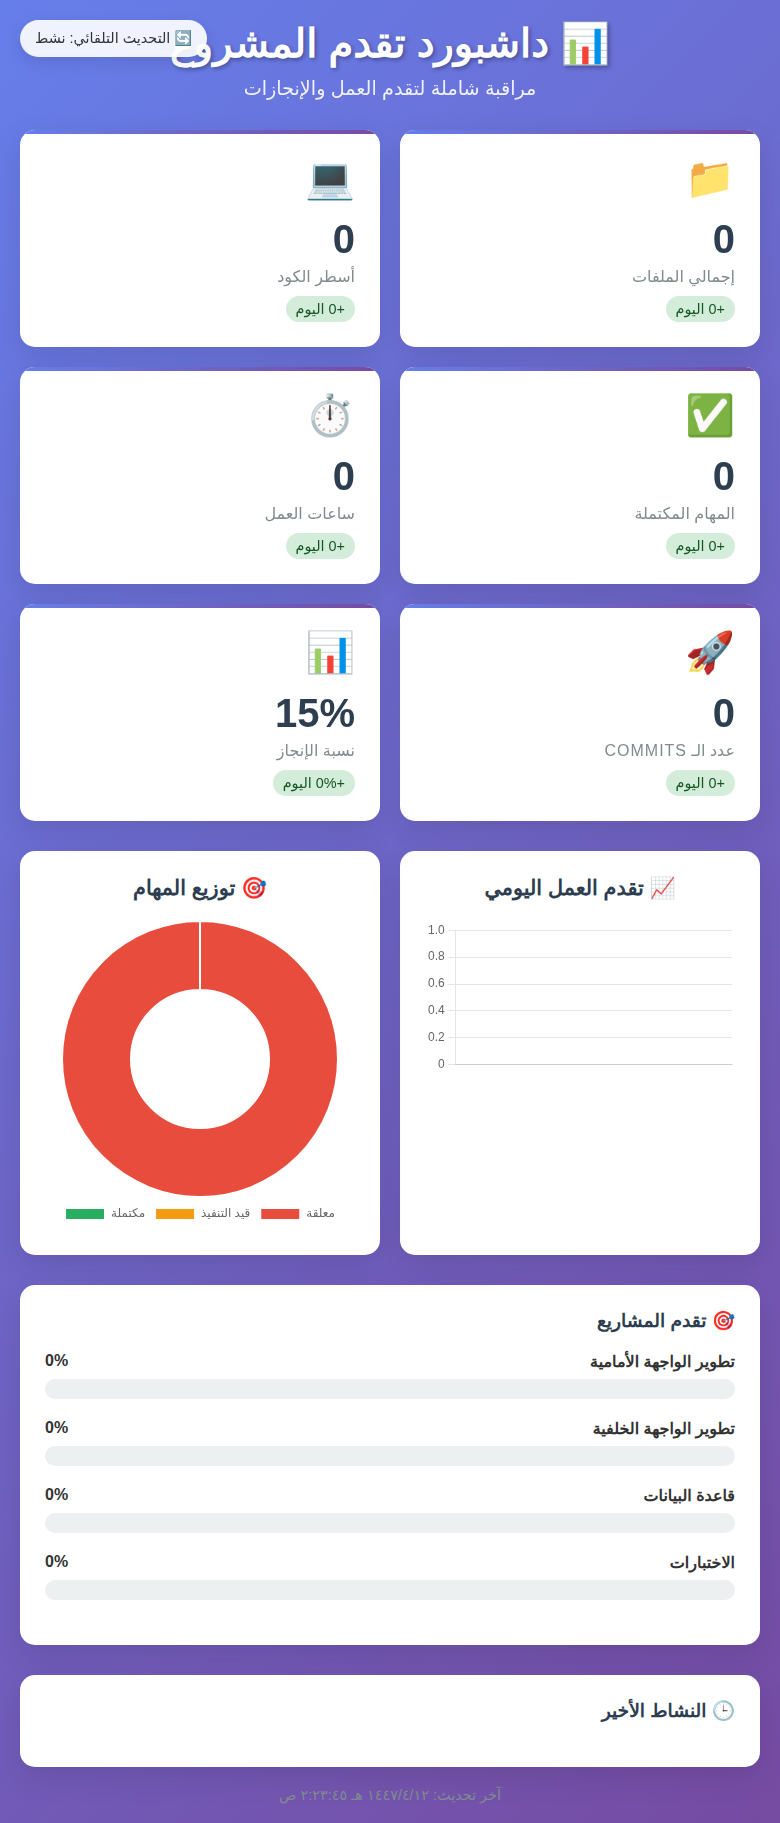 📊 داشبورد تقدم المشروع
🔄 التحديث التلقائي: نشط
مراقبة شاملة لتقدم العمل والإنجازات
📁
0
إجمالي الملفات
+0 اليوم
💻
0
أسطر الكود
+0 اليوم
✅
0
المهام المكتملة
+0 اليوم
⏱️
0
ساعات العمل
+0 اليوم
🚀
0
عدد الـ COMMITS
+0 اليوم
📊
15%
نسبة الإنجاز
+0% اليوم
📈 تقدم العمل اليومي
1.0
0.8
0.6
0.4
0.2
0
🎯 توزيع المهام
معلقة
قيد التنفيذ
مكتملة
🎯 تقدم المشاريع
تطوير الواجهة الأمامية 0%
تطوير الواجهة الخلفية 0%
قاعدة البيانات 0%
الاختبارات 0%
🕒 النشاط الأخير
آخر تحديث: ١٤٤٧/٤/١٢ هـ ٢:٢٣:٤٥ ص